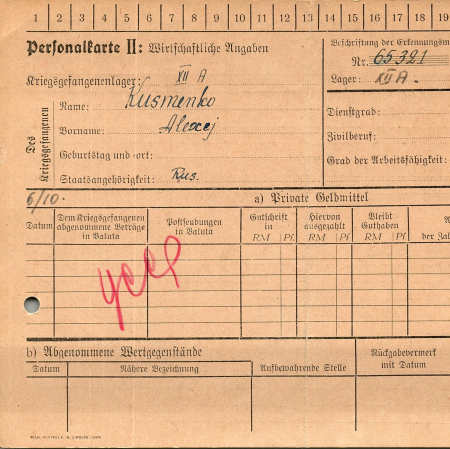 1 2 3 4 5 6 7 8 9 10 11 12 13 14 15 16 17 18 19
Personalkarte II: Wirtschaftliche Angaben
Beschriftung der Erkennungsm
Nr. 65321
Kriegsgefangenenlager: XII A
Lager: XII A.
Des Kriegsgefangenen
Name: Kusmenko
Vorname: Alexej
Dienstgrad:
Geburtstag und -ort:
Zivilberuf:
Staatsangehörigkeit: Rus.
Grad der Arbeitsfähigkeit:
6/10.
a) Private Geldmittel
Datum
Dem Kriegsgefangenen abgenommene Beträge in Valuta
Postsendungen in Valuta
Gutschrift in
RM Pf.
Hiervon ausgezahlt
RM Pf.
Bleibt Guthaben
RM Pf.
der Zal
ссср
b) Abgenommene Wertgegenstände
Datum
Nähere Bezeichnung
Aufbewahrende Stelle
Rückgabevermerk mit Datum